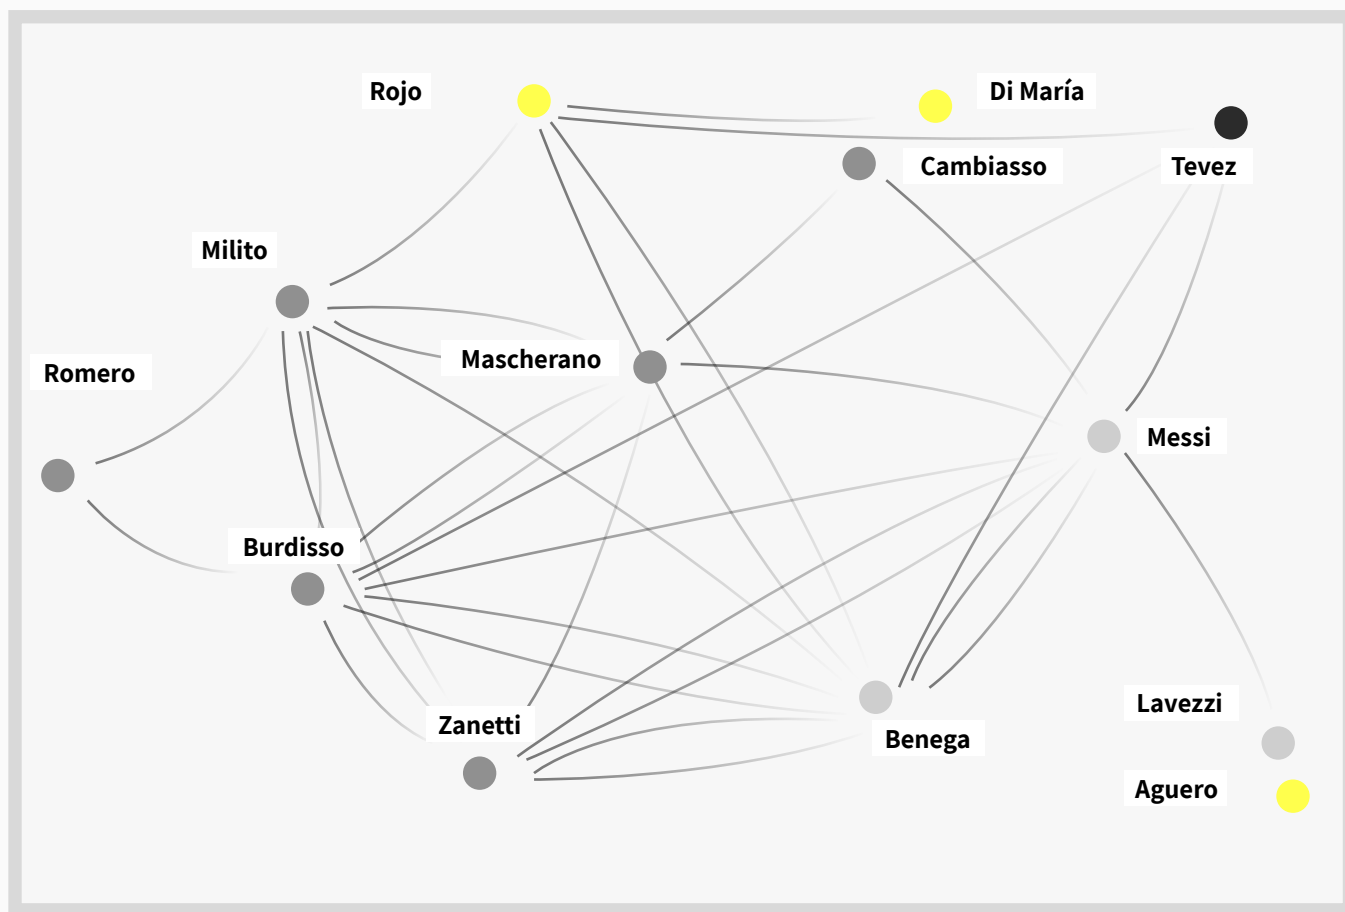 Rojo
Di María
Cambiasso
Tevez
Milito
Mascherano
Romero
Messi
Burdisso
Lavezzi
Zanetti
Benega
Aguero